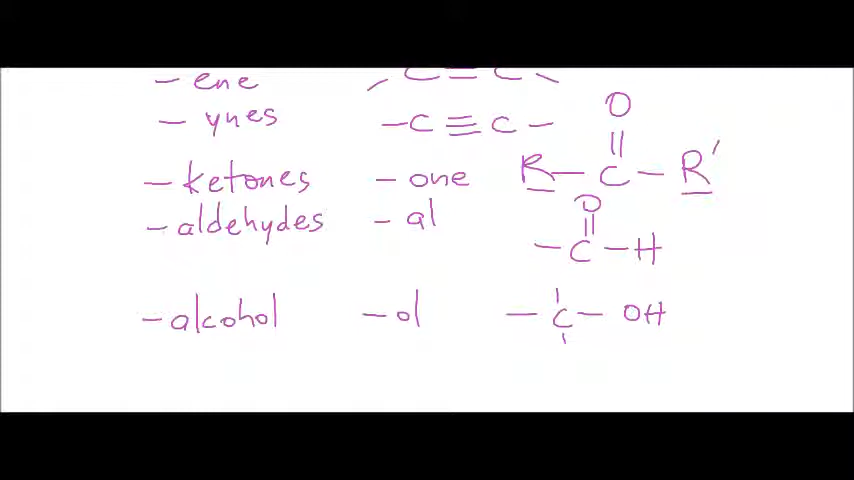 - ene C = C
- ynes - C ≡ C -
O
||
- ketones - one R - C - R'
O
||
- aldehydes - al - C - H
- alcohol - ol - C - OH